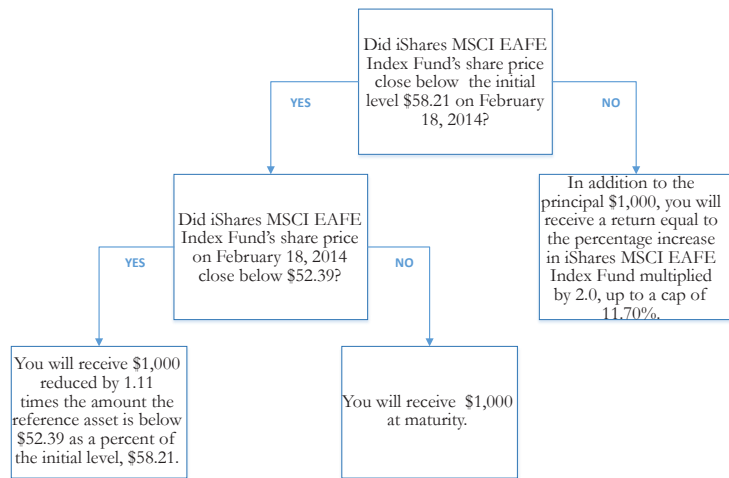 Did iShares MSCI EAFE
Index Fund's share price
close below the initial
level $58.21 on February
18, 2014?
YES
NO
Did iShares MSCI EAFE
Index Fund's share price
on February 18, 2014
close below $52.39?
In addition to the
principal $1,000, you will
receive a return equal to
the percentage increase
in iShares MSCI EAFE
Index Fund multiplied
by 2.0, up to a cap of
11.70%.
YES
NO
You will receive $1,000
reduced by 1.11
times the amount the
reference asset is below
$52.39 as a percent of
the initial level, $58.21.
You will receive $1,000
at maturity.